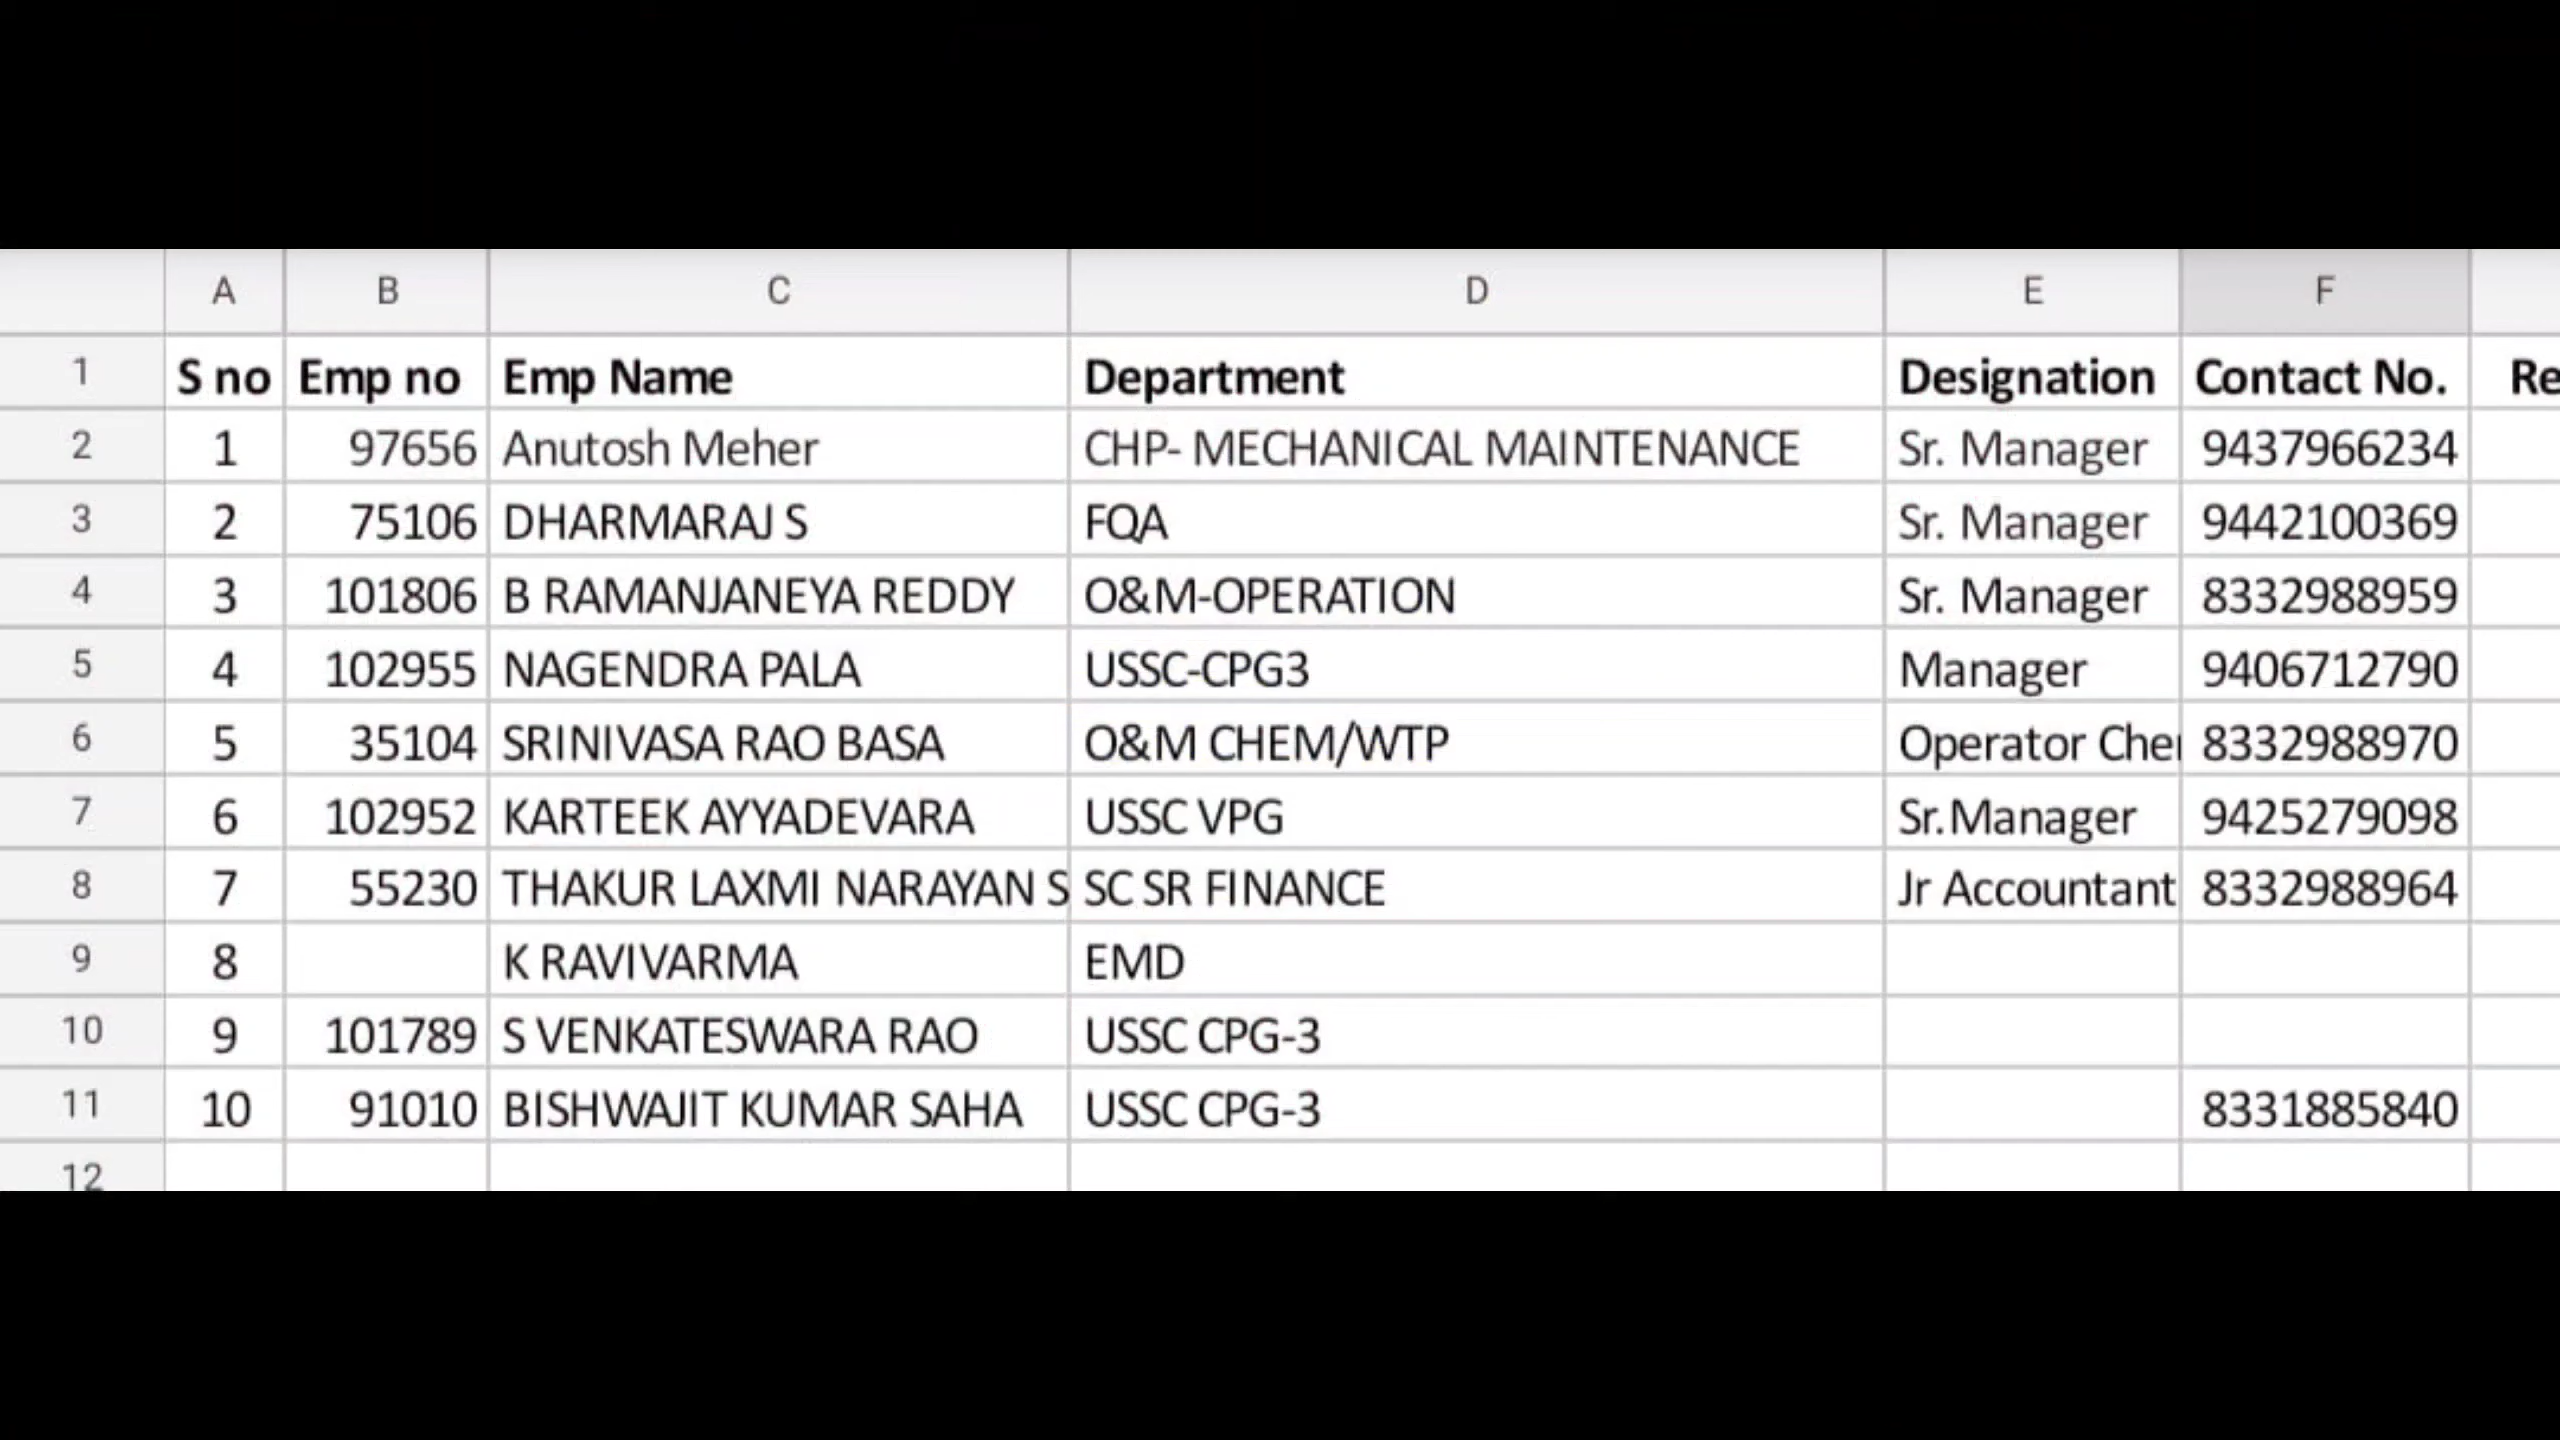 A B C D E F
1 S no Emp no Emp Name Department Designation Contact No. Re
2 1 97656 Anutosh Meher CHP- MECHANICAL MAINTENANCE Sr. Manager 9437966234
3 2 75106 DHARMARAJ S FQA Sr. Manager 9442100369
4 3 101806 B RAMANJANEYA REDDY O&M-OPERATION Sr. Manager 8332988959
5 4 102955 NAGENDRA PALA USSC-CPG3 Manager 9406712790
6 5 35104 SRINIVASA RAO BASA O&M CHEM/WTP Operator Che 8332988970
7 6 102952 KARTEEK AYYADEVARA USSC VPG Sr.Manager 9425279098
8 7 55230 THAKUR LAXMI NARAYAN S SC SR FINANCE Jr Accountant 8332988964
9 8 K RAVIVARMA EMD
10 9 101789 S VENKATESWARA RAO USSC CPG-3
11 10 91010 BISHWAJIT KUMAR SAHA USSC CPG-3 8331885840
12